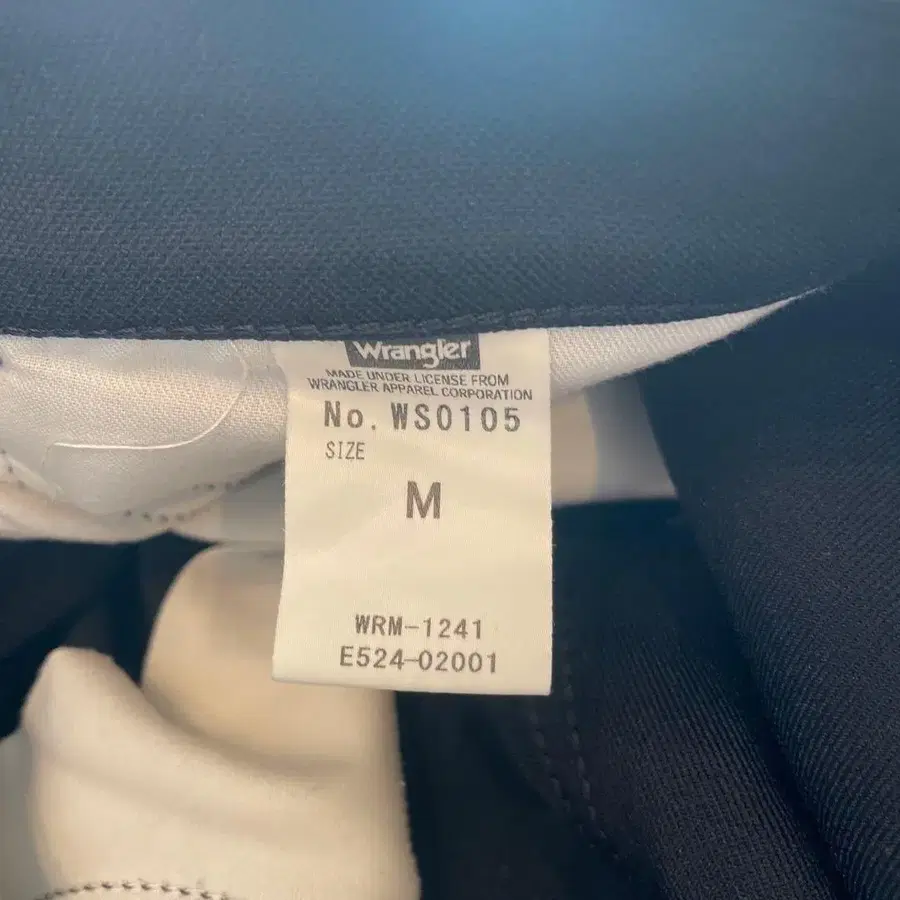 Wrangler
MADE UNDER LICENSE FROM
WRANGLER APPAREL CORPORATION
No. WS0105
SIZE
M
WRM-1241
E524-02001